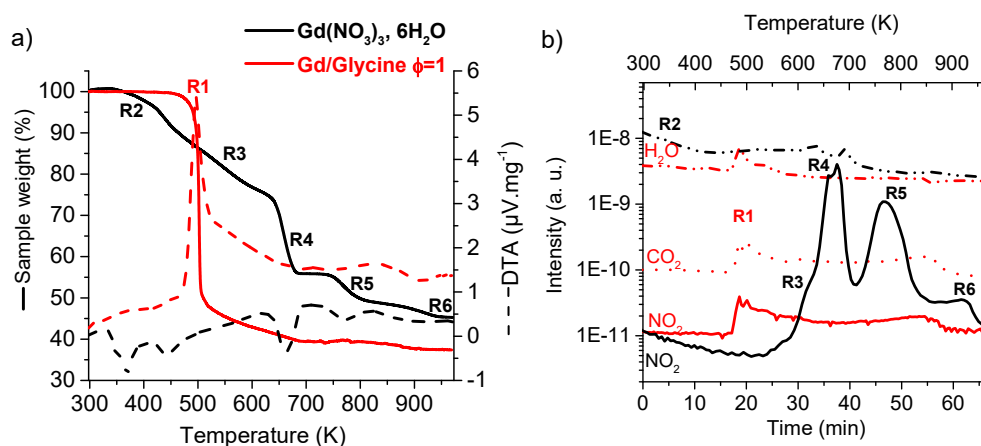 a)
Gd(NO₃)₃, 6H₂O
Gd/Glycine ϕ=1
R1
R2
R3
R4
R5
R6
Sample weight (%)
100
90
80
70
60
50
40
30
6
5
4
3
2
1
0
-1
DTA (µV.mg⁻¹)
300 400 500 600 700 800 900
Temperature (K)
b)
Temperature (K)
300 400 500 600 700 800 900
R2
H₂O
R4
R5
R1
CO₂
R3
R6
NO₂
NO₂
Intensity (a. u.)
1E-8
1E-9
1E-10
1E-11
0 10 20 30 40 50 60
Time (min)